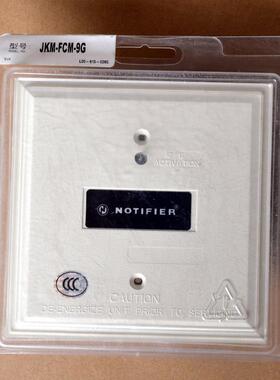 型号 JKM-FCM-9G
ACTIVATION
NOTIFIER
CCC
CAUTION
DE-ENERGIZE UNIT PRIOR TO SERVICING